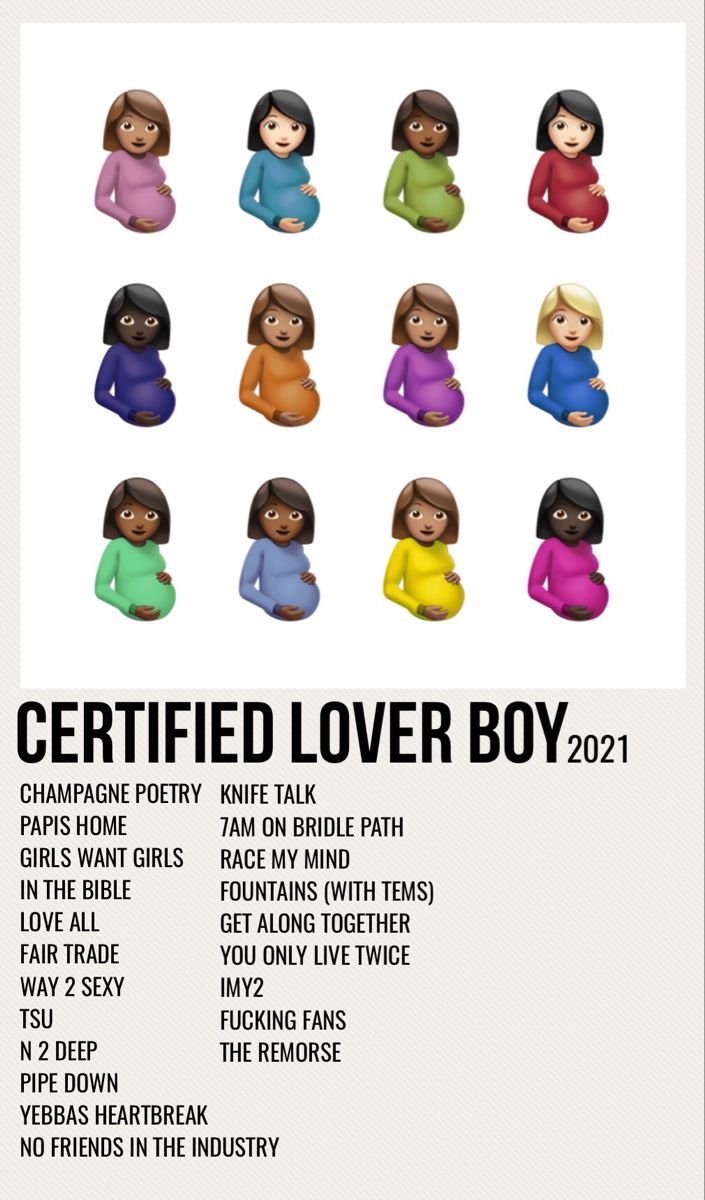 CERTIFIED LOVER BOY 2021
CHAMPAGNE POETRY
PAPIS HOME
GIRLS WANT GIRLS
IN THE BIBLE
LOVE ALL
FAIR TRADE
WAY 2 SEXY
TSU
N 2 DEEP
PIPE DOWN
YEBBAS HEARTBREAK
NO FRIENDS IN THE INDUSTRY
KNIFE TALK
7AM ON BRIDLE PATH
RACE MY MIND
FOUNTAINS (WITH TEMS)
GET ALONG TOGETHER
YOU ONLY LIVE TWICE
IMY2
FUCKING FANS
THE REMORSE